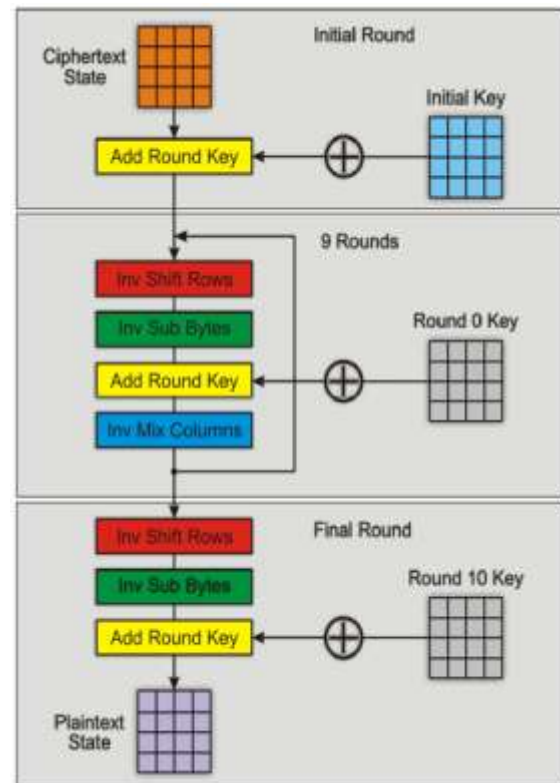 Initial Round
Ciphertext
State
Initial Key
Add Round Key
9 Rounds
Inv Shift Rows
Inv Sub Bytes
Round 0 Key
Add Round Key
Inv Mix Columns
Final Round
Inv Shift Rows
Inv Sub Bytes
Round 10 Key
Add Round Key
Plaintext
State